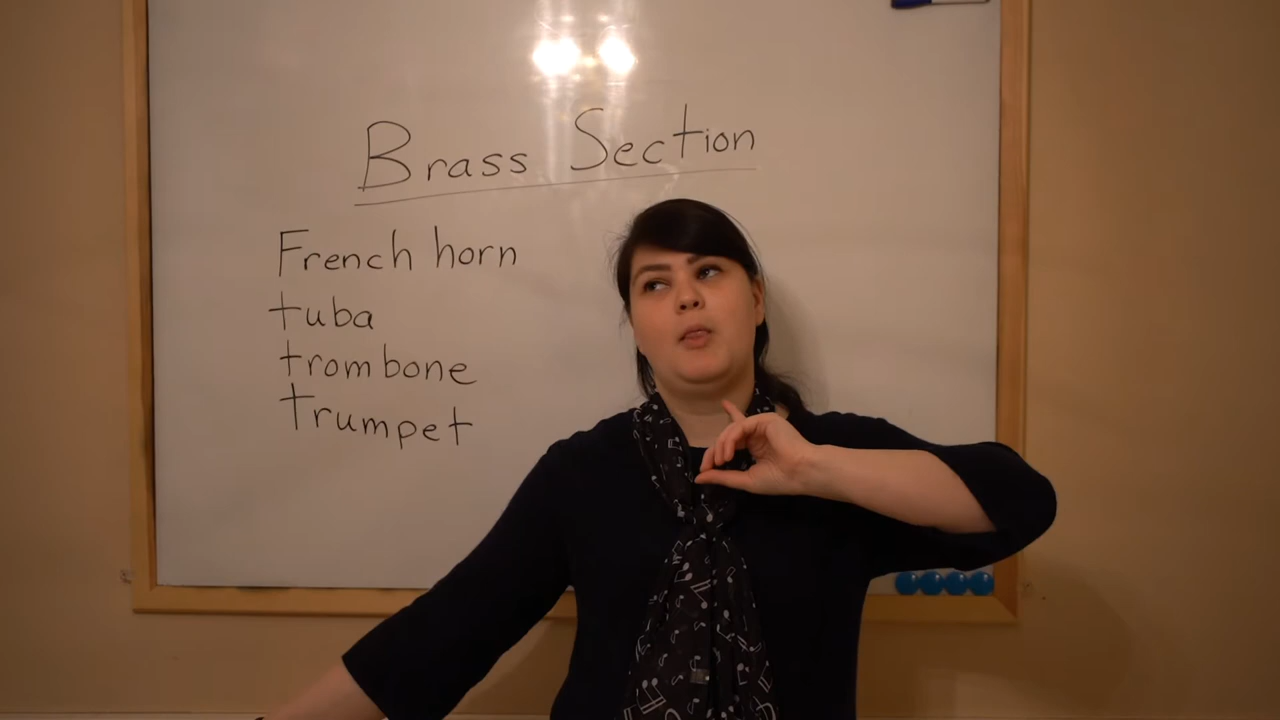 Brass Section
French horn
tuba
trombone
Trumpet